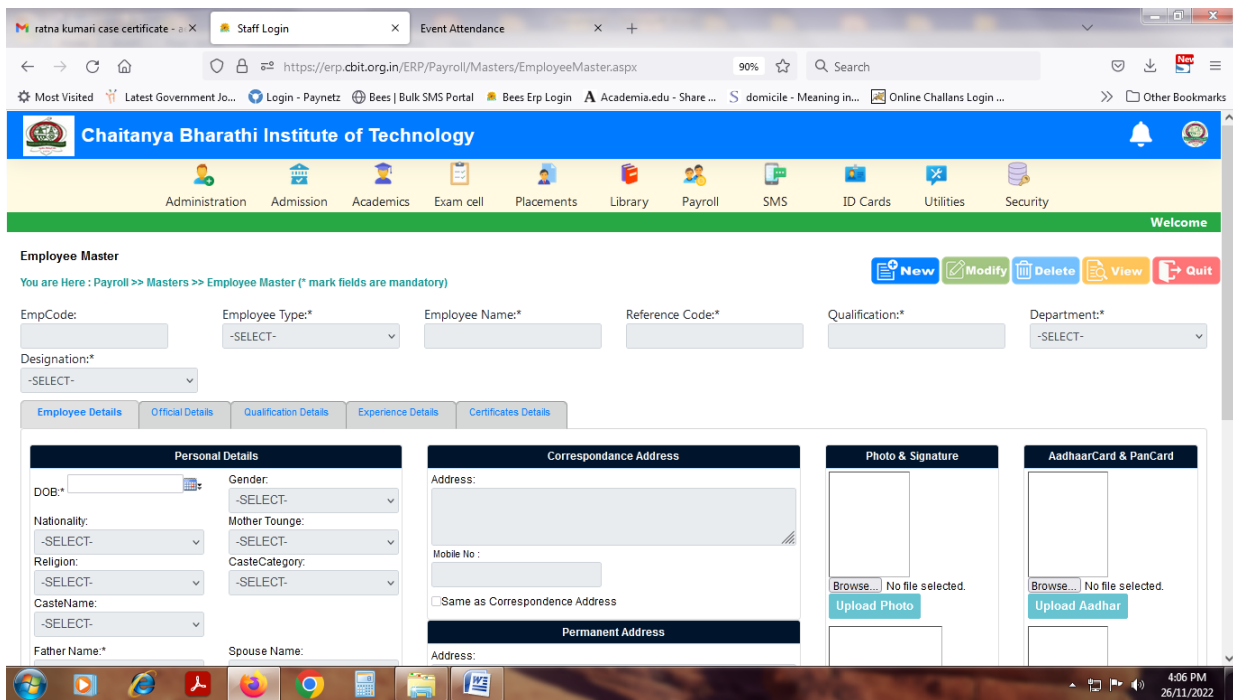 ratna kumari case certificate - a
Staff Login
Event Attendance
https://erp.cbit.org.in/ERP/Payroll/Masters/EmployeeMaster.aspx
90%
Search
New
Most Visited
Latest Government Jo...
Login - Paynetz
Bees | Bulk SMS Portal
Bees Erp Login
Academia.edu - Share ...
domicile - Meaning in...
Online Challans Login ...
Other Bookmarks
Chaitanya Bharathi Institute of Technology
Administration
Admission
Academics
Exam cell
Placements
Library
Payroll
SMS
ID Cards
Utilities
Security
Welcome
Employee Master
You are Here : Payroll >> Masters >> Employee Master (* mark fields are mandatory)
New
Modify
Delete
View
Quit
EmpCode:
Employee Type:*
Employee Name:*
Reference Code:*
Qualification:*
Department:*
-SELECT-
-SELECT-
Designation:*
-SELECT-
Employee Details
Official Details
Qualification Details
Experience Details
Certificates Details
Personal Details
DOB:*
Gender:
-SELECT-
Nationality:
Mother Tounge:
-SELECT-
-SELECT-
Religion:
CasteCategory:
-SELECT-
-SELECT-
CasteName:
-SELECT-
Father Name:*
Spouse Name:
Correspondance Address
Address:
Mobile No :
Same as Correspondence Address
Permanent Address
Address:
Photo & Signature
Browse... No file selected.
Upload Photo
AadhaarCard & PanCard
Browse... No file selected.
Upload Aadhar
4:06 PM
26/11/2022